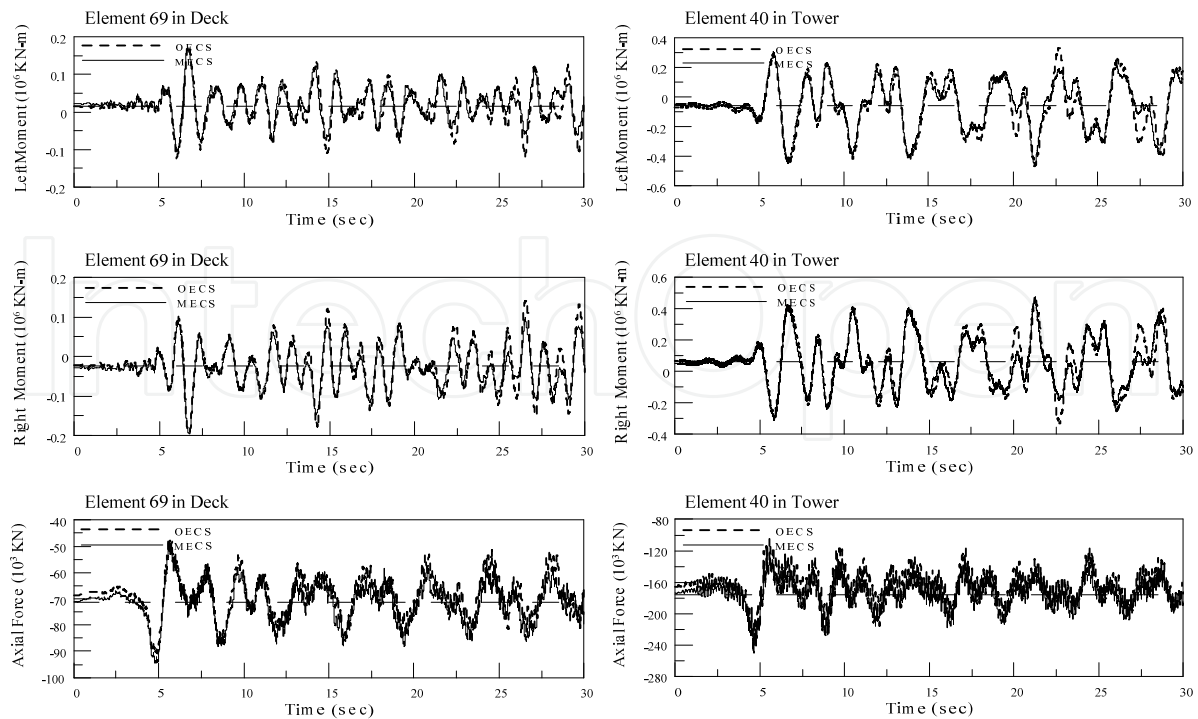 Element 69 in Deck
OECS
MECS
Left Moment (10⁶ KN-m)
0.2
0.1
0
-0.1
-0.2
0 5 10 15 20 25 30
Time (sec)
Element 40 in Tower
OECS
MECS
Left Moment (10⁶ KN-m)
0.4
0.2
0
-0.2
-0.4
-0.6
0 5 10 15 20 25 30
Time (sec)
Element 69 in Deck
OECS
MECS
Right Moment (10⁶ KN-m)
0.2
0.1
0
-0.1
-0.2
0 5 10 15 20 25 30
Time (sec)
Element 40 in Tower
OECS
MECS
Right Moment (10⁶ KN-m)
0.6
0.4
0.2
0
-0.2
-0.4
0 5 10 15 20 25 30
Time (sec)
Element 69 in Deck
OECS
MECS
Axial Force (10³ KN)
-40
-50
-60
-70
-80
-90
-100
0 5 10 15 20 25 30
Time (sec)
Element 40 in Tower
OECS
MECS
Axial Force (10³ KN)
-80
-120
-160
-200
-240
-280
0 5 10 15 20 25 30
Time (sec)
IntechOpen